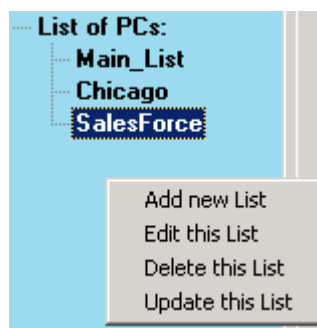 List of PCs:
Main_List
Chicago
SalesForce
Add new List
Edit this List
Delete this List
Update this List